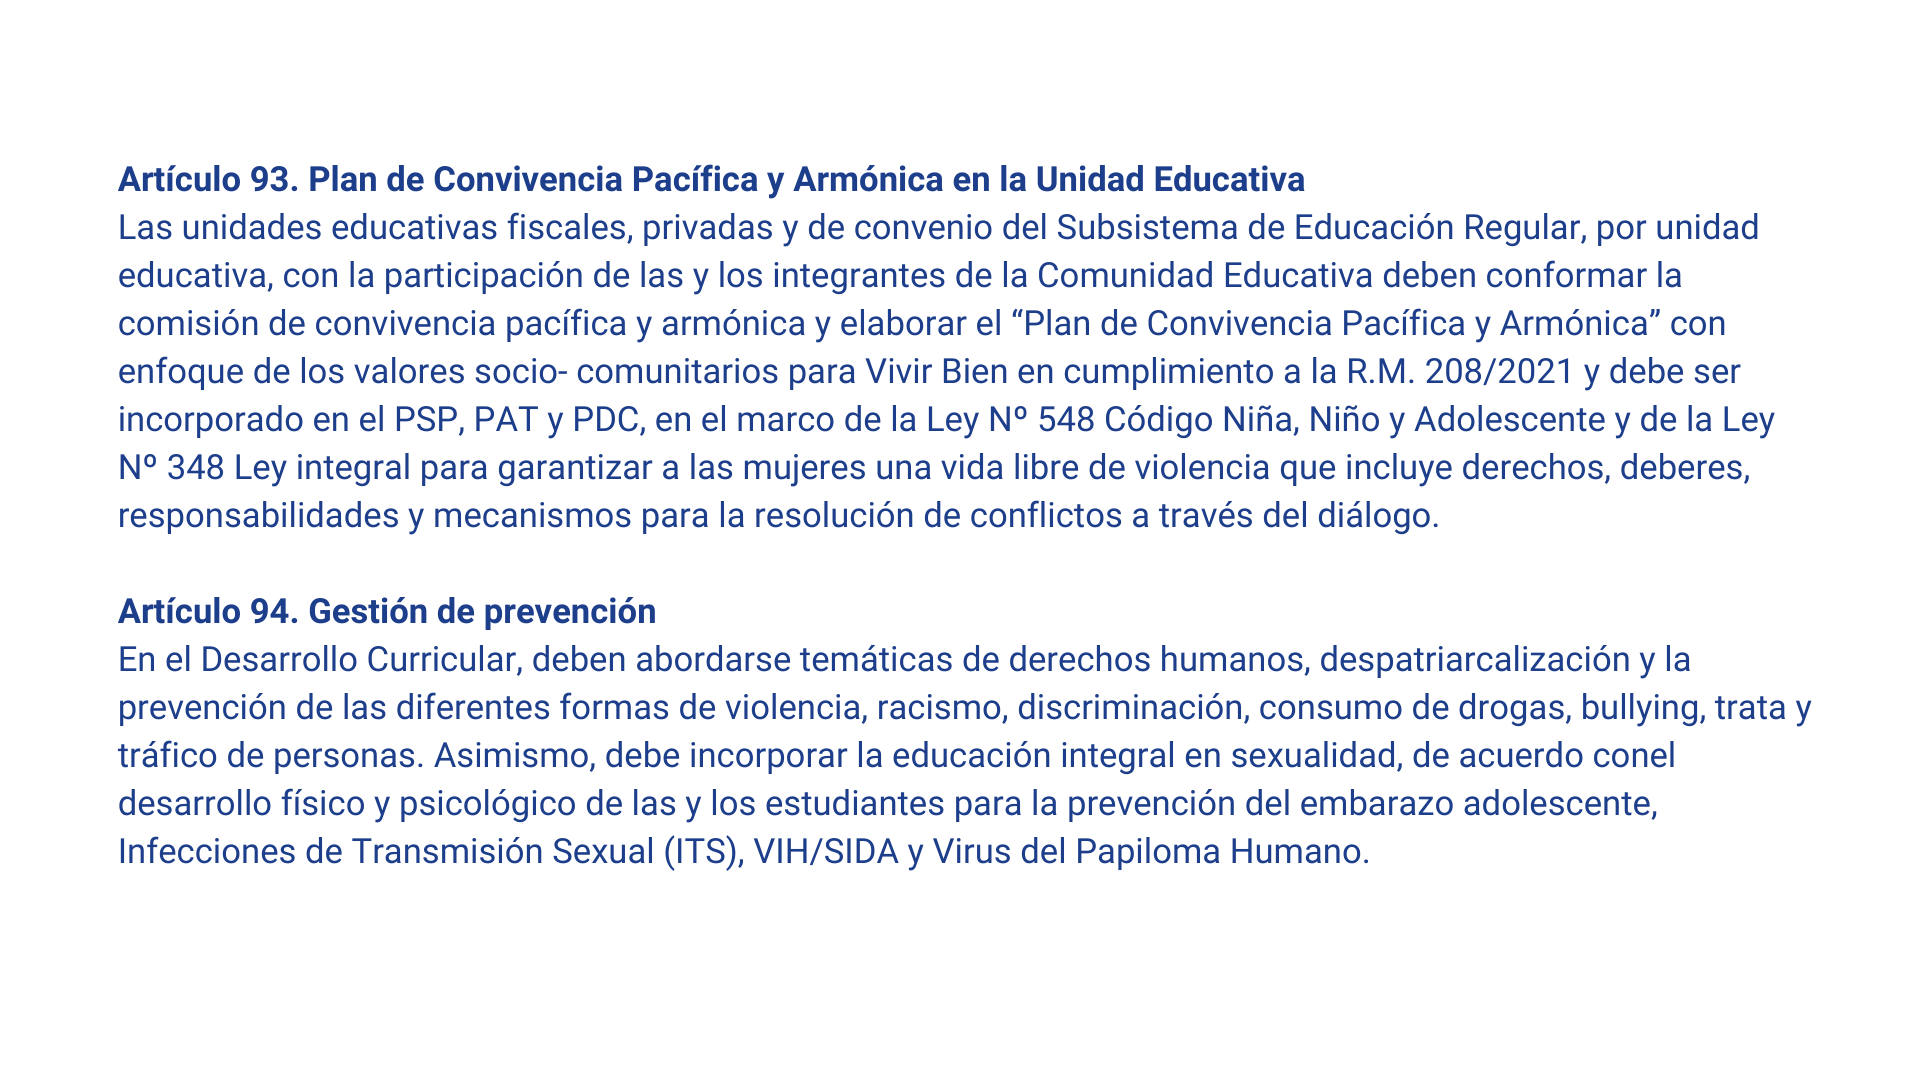 Artículo 93. Plan de Convivencia Pacífica y Armónica en la Unidad Educativa
Las unidades educativas fiscales, privadas y de convenio del Subsistema de Educación Regular, por unidad
educativa, con la participación de las y los integrantes de la Comunidad Educativa deben conformar la
comisión de convivencia pacífica y armónica y elaborar el “Plan de Convivencia Pacífica y Armónica” con
enfoque de los valores socio- comunitarios para Vivir Bien en cumplimiento a la R.M. 208/2021 y debe ser
incorporado en el PSP, PAT y PDC, en el marco de la Ley Nº 548 Código Niña, Niño y Adolescente y de la Ley
Nº 348 Ley integral para garantizar a las mujeres una vida libre de violencia que incluye derechos, deberes,
responsabilidades y mecanismos para la resolución de conflictos a través del diálogo.
Artículo 94. Gestión de prevención
En el Desarrollo Curricular, deben abordarse temáticas de derechos humanos, despatriarcalización y la
prevención de las diferentes formas de violencia, racismo, discriminación, consumo de drogas, bullying, trata y
tráfico de personas. Asimismo, debe incorporar la educación integral en sexualidad, de acuerdo conel
desarrollo físico y psicológico de las y los estudiantes para la prevención del embarazo adolescente,
Infecciones de Transmisión Sexual (ITS), VIH/SIDA y Virus del Papiloma Humano.